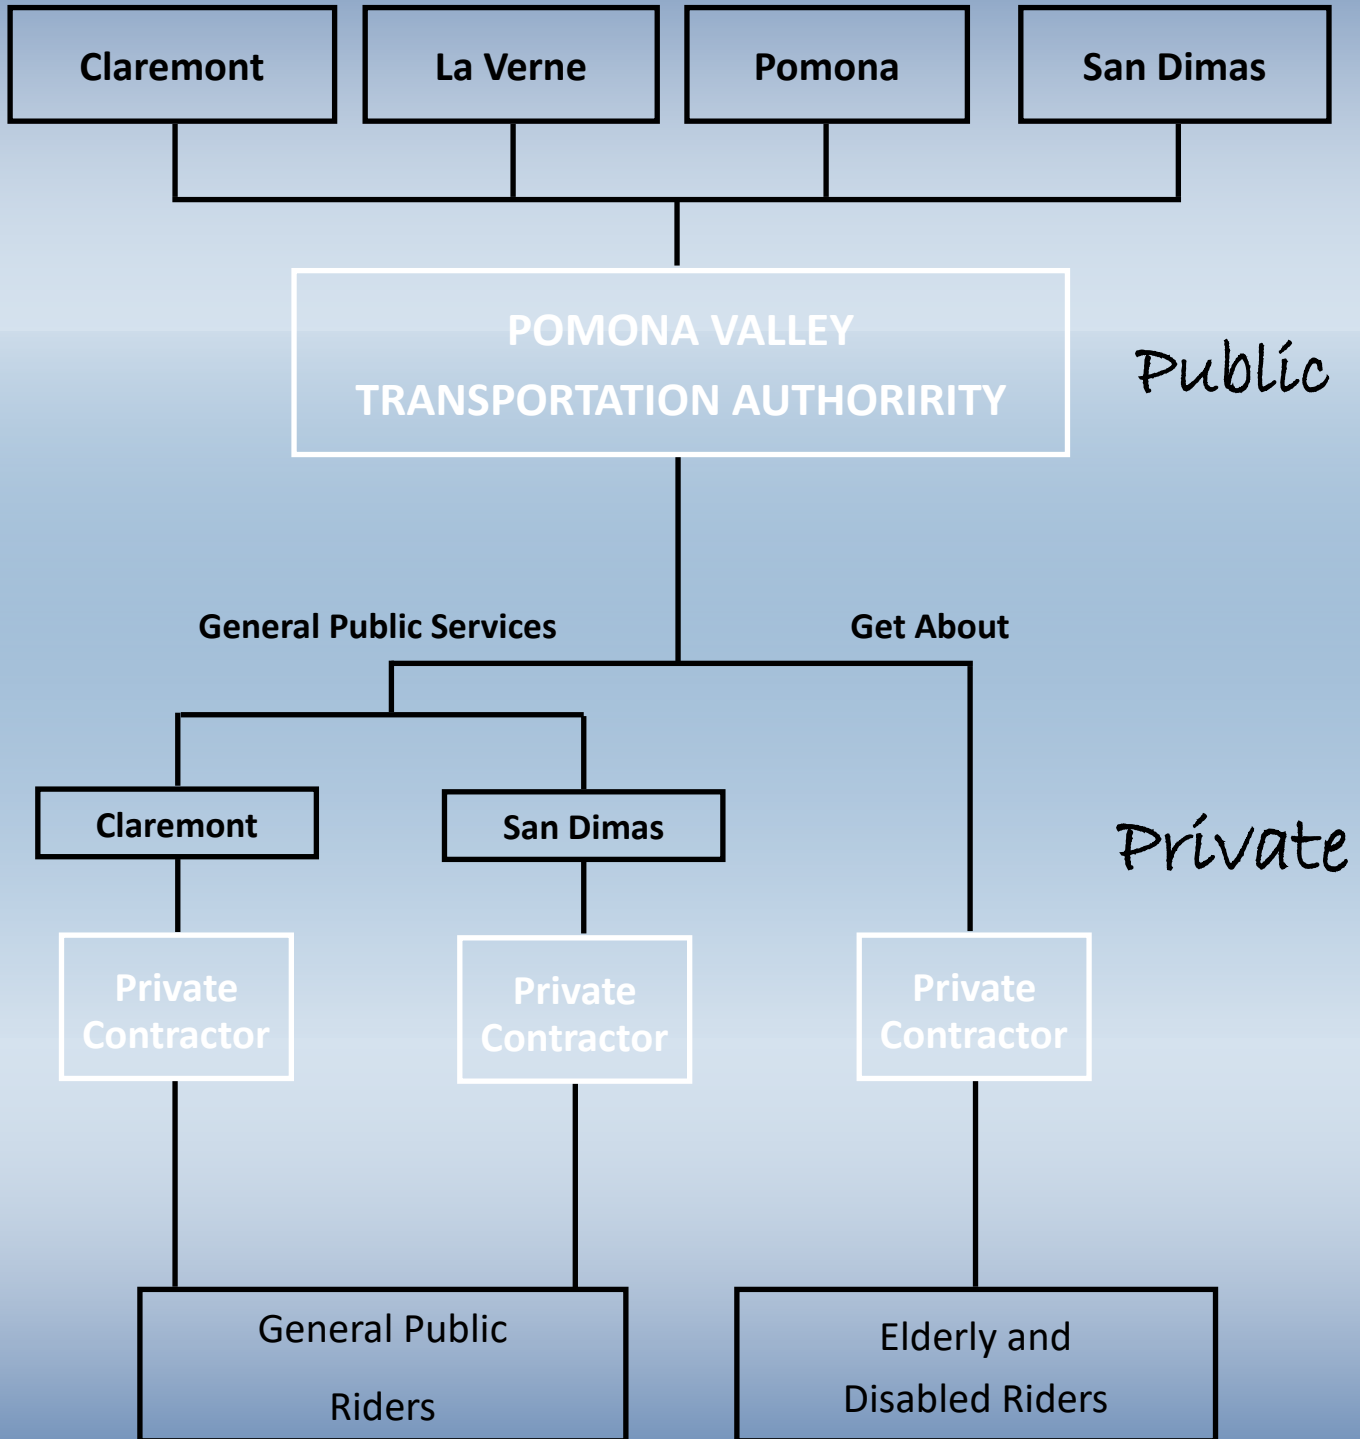 Claremont
La Verne
Pomona
San Dimas
POMONA VALLEY
TRANSPORTATION AUTHORIRITY
Public
General Public Services
Get About
Claremont
San Dimas
Private
Private
Contractor
Private
Contractor
Private
Contractor
General Public
Riders
Elderly and
Disabled Riders